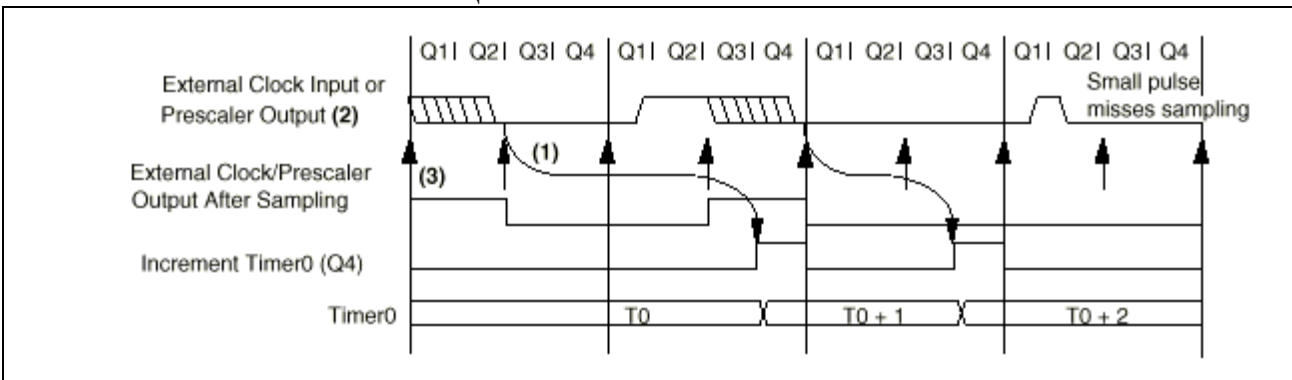 Q1| Q2| Q3| Q4 Q1| Q2| Q3| Q4 Q1| Q2| Q3| Q4 Q1| Q2| Q3| Q4
External Clock Input or
Prescaler Output (2)
Small pulse
misses sampling
(1)
External Clock/Prescaler
Output After Sampling
(3)
Increment Timer0 (Q4)
Timer0
T0
T0 + 1
T0 + 2